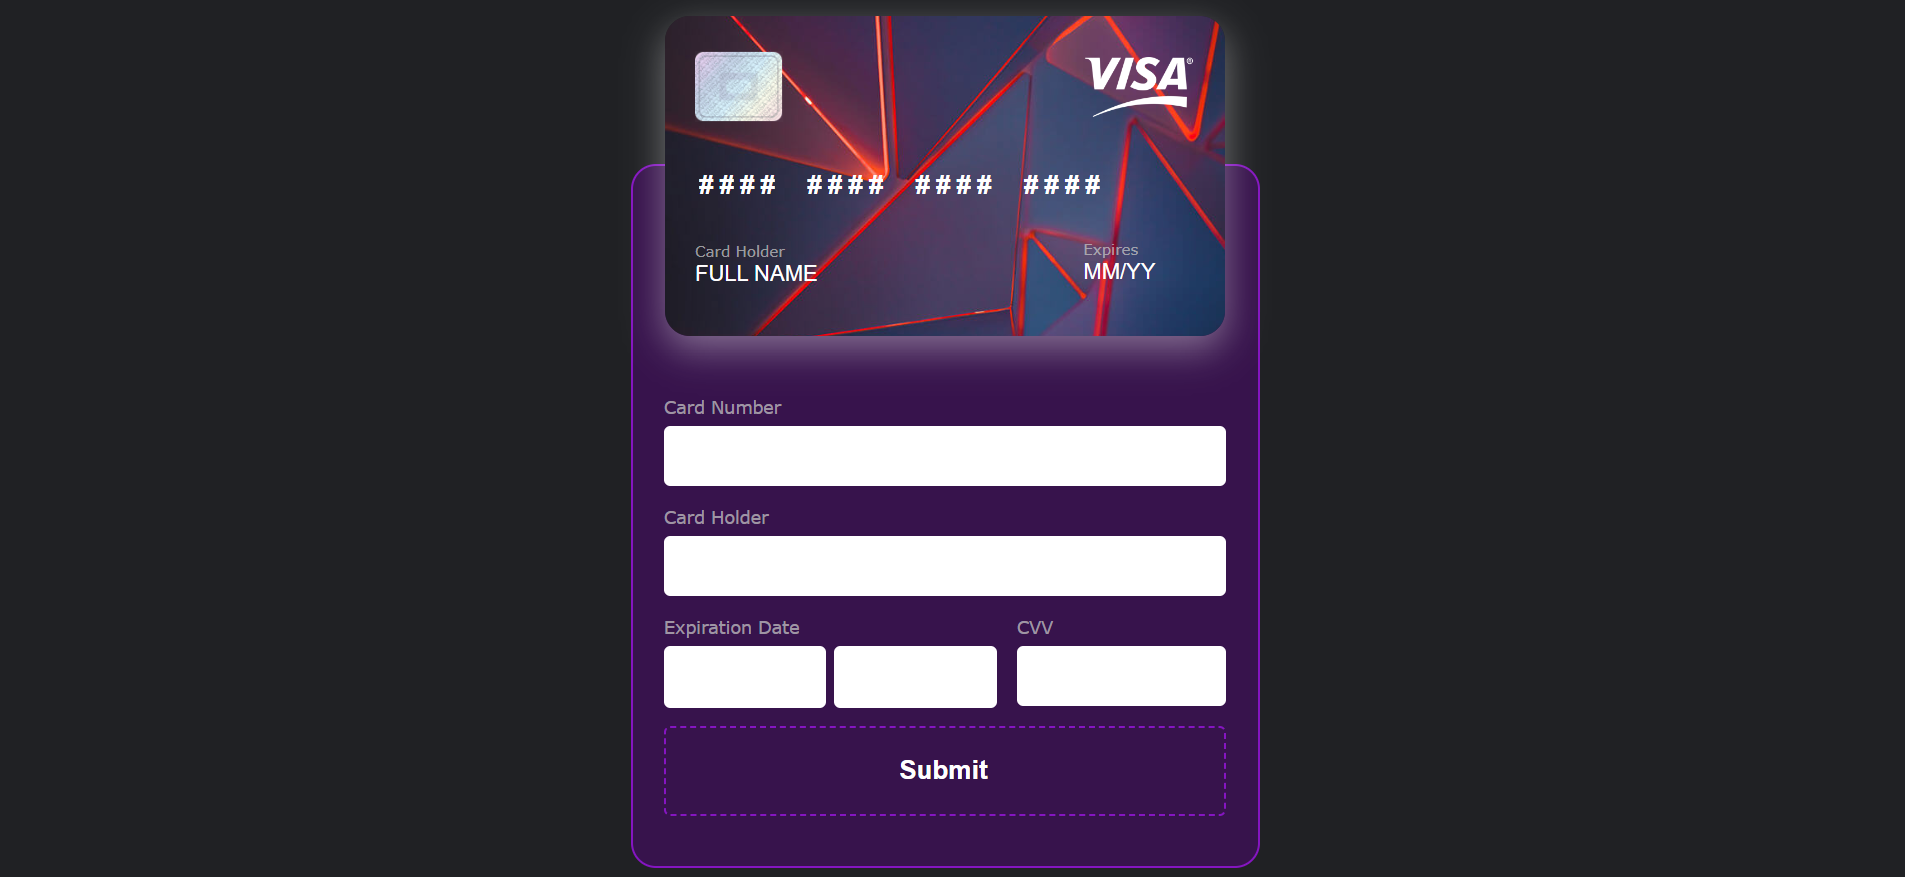 VISA®
#### #### #### ####
Card Holder
FULL NAME
Expires
MM/YY
Card Number
Card Holder
Expiration Date
CVV
Submit